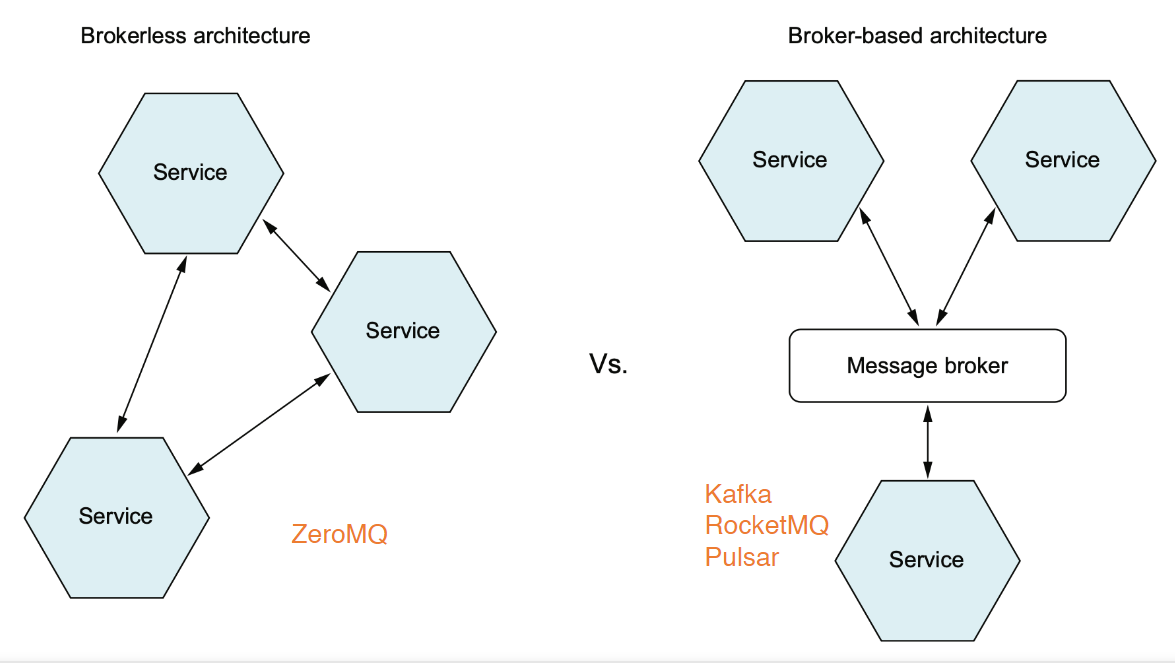 Brokerless architecture
Service
Service
Service
ZeroMQ
Vs.
Broker-based architecture
Service
Service
Message broker
Kafka
RocketMQ
Pulsar
Service